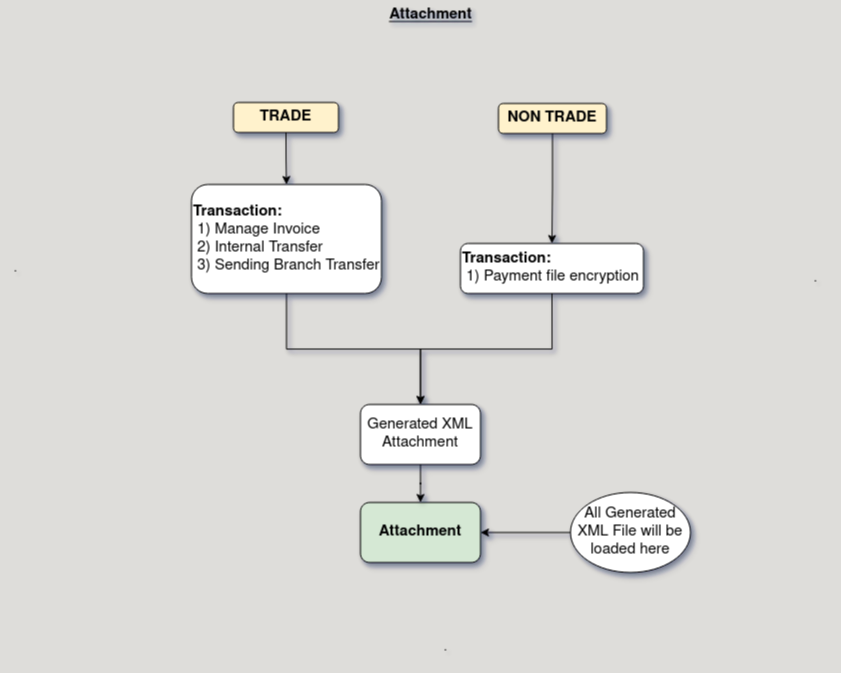 Attachment
TRADE
NON TRADE
Transaction:
1) Manage Invoice
2) Internal Transfer
3) Sending Branch Transfer
Transaction:
1) Payment file encryption
Generated XML
Attachment
Attachment
All Generated
XML File will be
loaded here